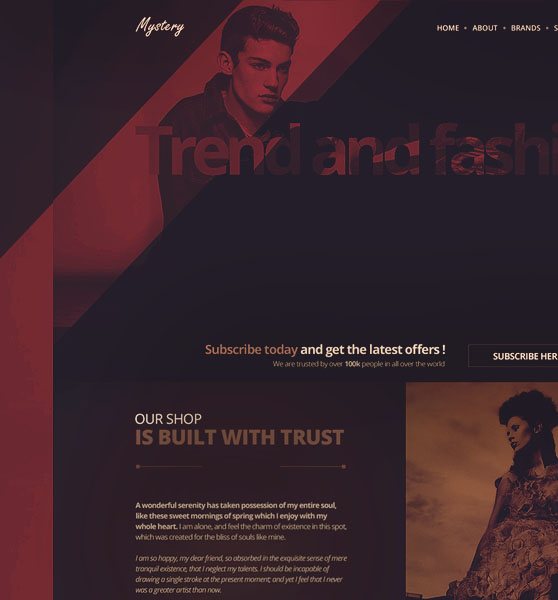 Mystery
HOME • ABOUT • BRANDS • S
Trend and fashi
Subscribe today and get the latest offers !
We are trusted by over 100k people in all over the world
SUBSCRIBE HER
OUR SHOP
IS BUILT WITH TRUST
A wonderful serenity has taken possession of my entire soul,
like these sweet mornings of spring which I enjoy with my
whole heart. I am alone, and feel the charm of existence in this spot,
which was created for the bliss of souls like mine.
I am so happy, my dear friend, so absorbed in the exquisite sense of mere
tranquil existence, that I neglect my talents. I should be incapable of
drawing a single stroke at the present moment; and yet I feel that I never
was a greater artist than now.